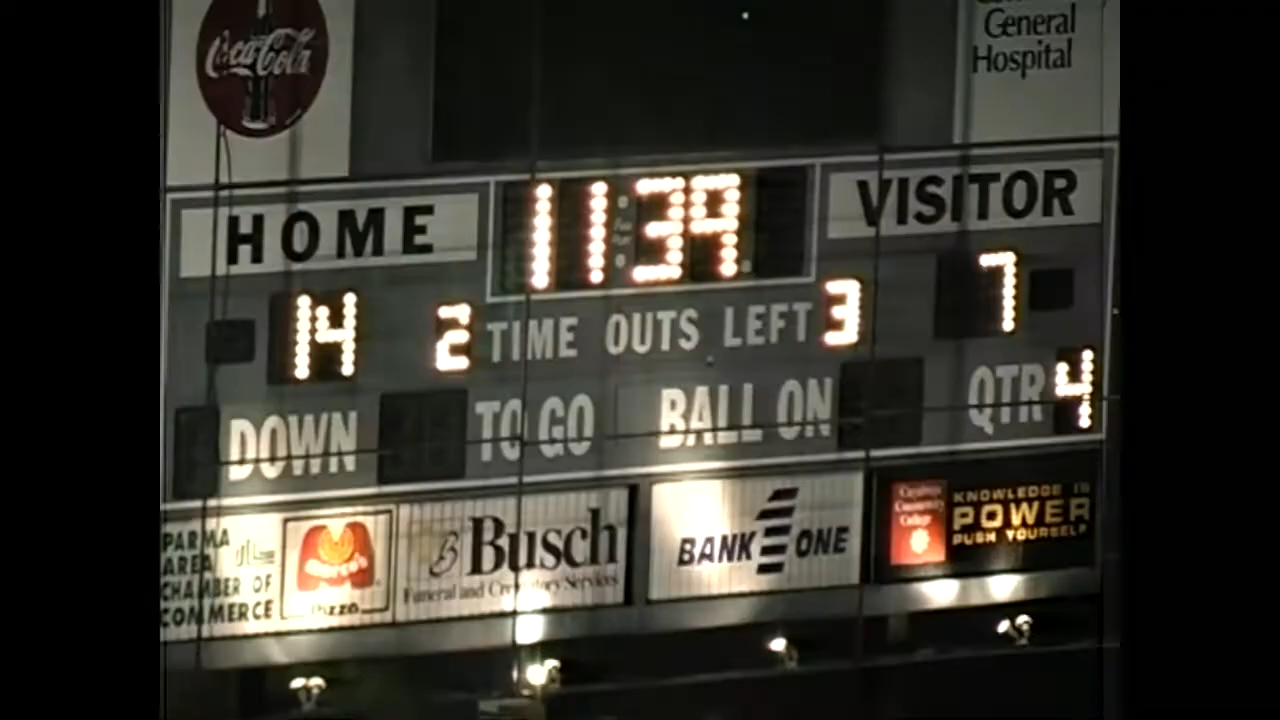 Coca-Cola
General
Hospital
HOME
11:39
VISITOR
14
2
TIME OUTS LEFT
3
7
DOWN
TO GO
BALL ON
QTR
4
PARMA
AREA
CHAMBER OF
COMMERCE
Busch
Funeral and Crematory Services
BANK ONE
Community
College
KNOWLEDGE IS
POWER
PUSH YOURSELF